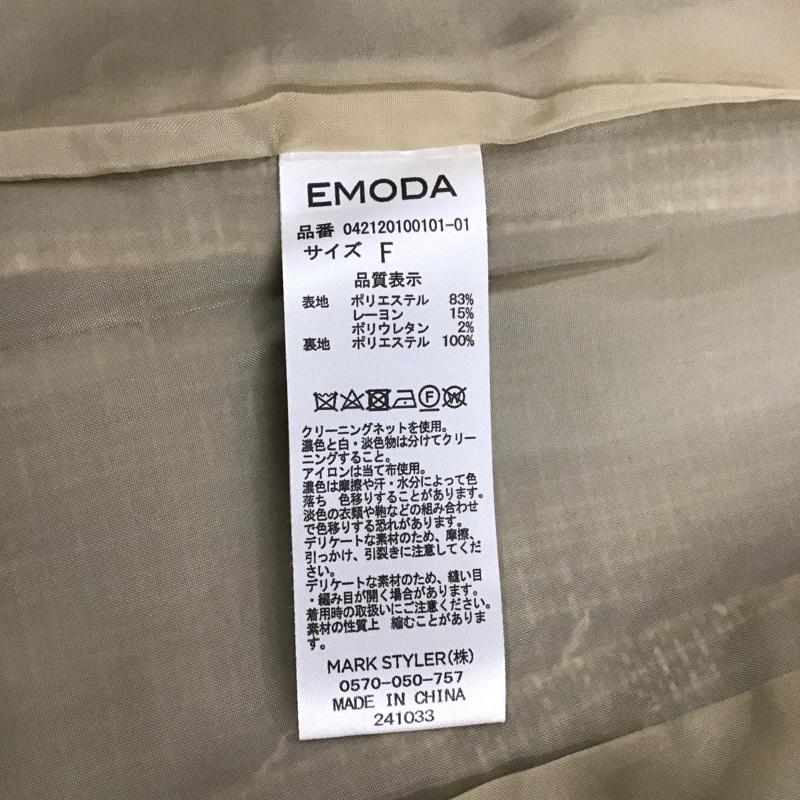 EMODA
品番 042120100101-01
サイズ F
品質表示
表地 ポリエステル 83%
レーヨン 15%
ポリウレタン 2%
裏地 ポリエステル 100%
F W
クリーニングネットを使用。
濃色と白・淡色物は分けてクリー
ニングすること。
アイロンは当て布使用。
濃色は摩擦や汗・水分によって色
落ち 色移りすることがあります。
淡色の衣類や鞄などの組み合わせ
で色移りする恐れがあります。
デリケートな素材のため、摩擦、
引っかけ、引裂きに注意してくだ
さい。
デリケートな素材のため、縫い目
・編み目が開く場合があります。
着用時の取扱いにご注意ください。
素材の性質上 縮むことがありま
す。
MARK STYLER(株)
0570-050-757
MADE IN CHINA
241033